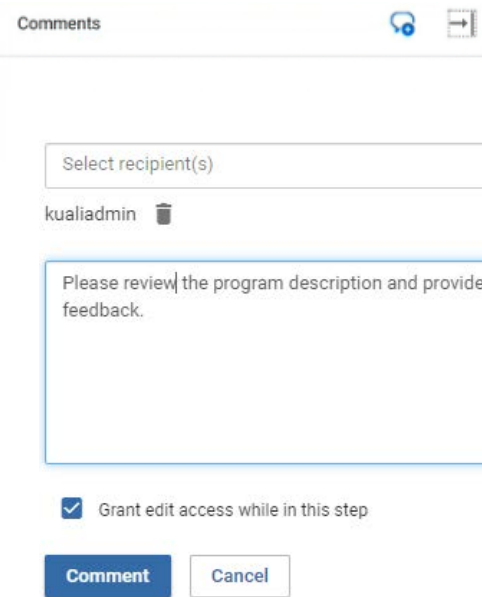 Comments
Select recipient(s)
kualiadmin
Please review the program description and provide
feedback.
Grant edit access while in this step
Comment
Cancel